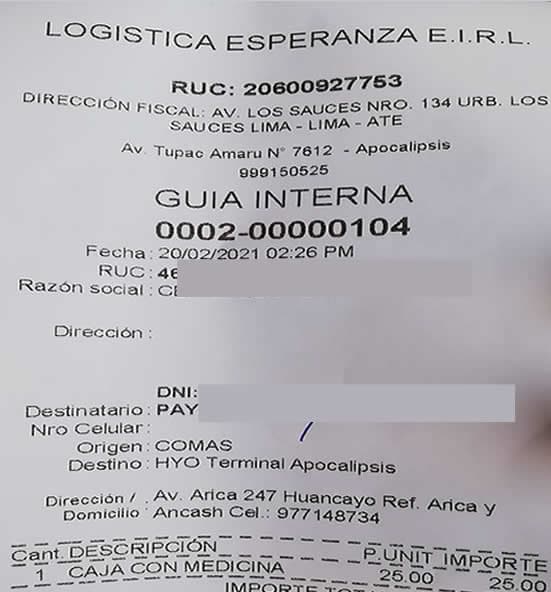 LOGISTICA ESPERANZA E.I.R.L.
RUC: 20600927753
DIRECCIÓN FISCAL: AV. LOS SAUCES NRO. 134 URB. LOS
SAUCES LIMA - LIMA - ATE
Av. Tupac Amaru N° 7612 - Apocalipsis
999150525
GUIA INTERNA
0002-00000104
Fecha : 20/02/2021 02:26 PM
RUC : 46
Razón social : CE
Dirección :
DNI:
Destinatario : PAY
Nro Celular :
Origen : COMAS
Destino : HYO Terminal Apocalipsis
Dirección / . Av. Arica 247 Huancayo Ref. Arica y
Domicilio : Ancash Cel.: 977148734
Cant. DESCRIPCIÓN P.UNIT IMPORTE
1 CAJA CON MEDICINA 25.00 25.00
IMPORTE